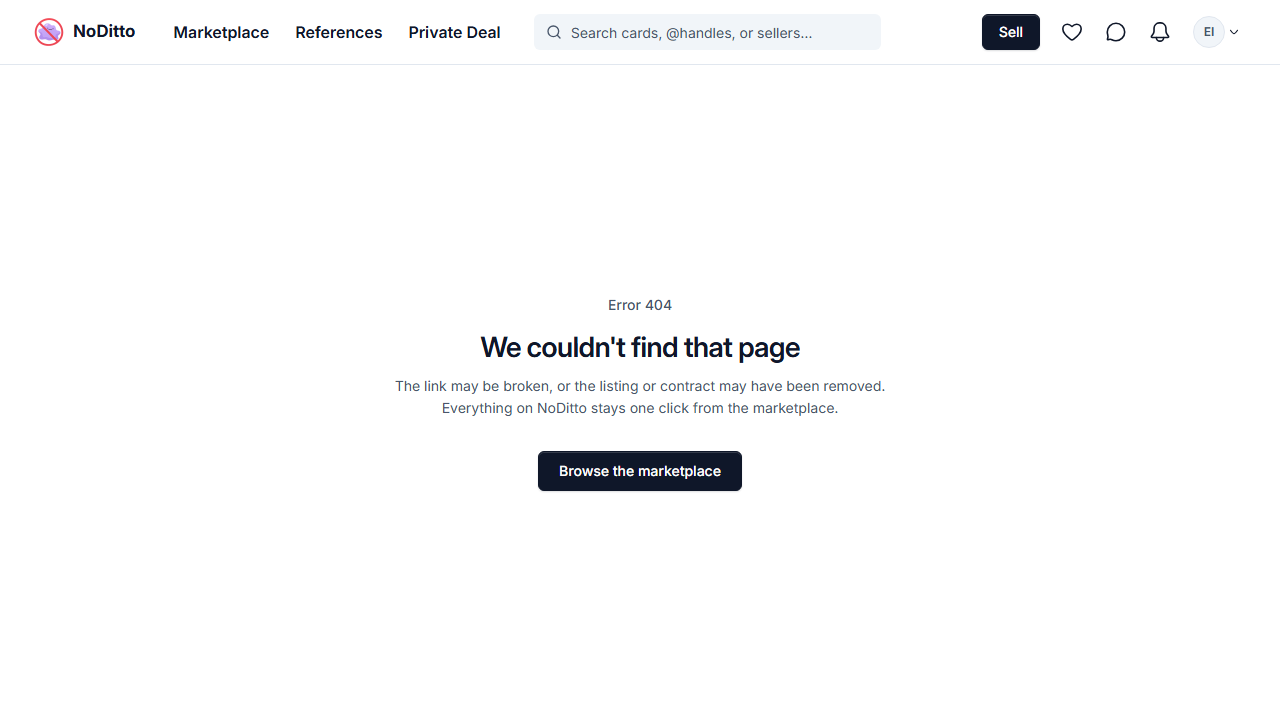 NoDitto
Marketplace
References
Private Deal
Search cards, @handles, or sellers...
Sell
EI
Error 404
We couldn't find that page
The link may be broken, or the listing or contract may have been removed.
Everything on NoDitto stays one click from the marketplace.
Browse the marketplace